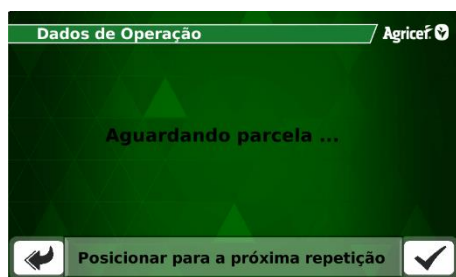 Dados de Operação
Agricef
Aguardando parcela ...
Posicionar para a próxima repetição